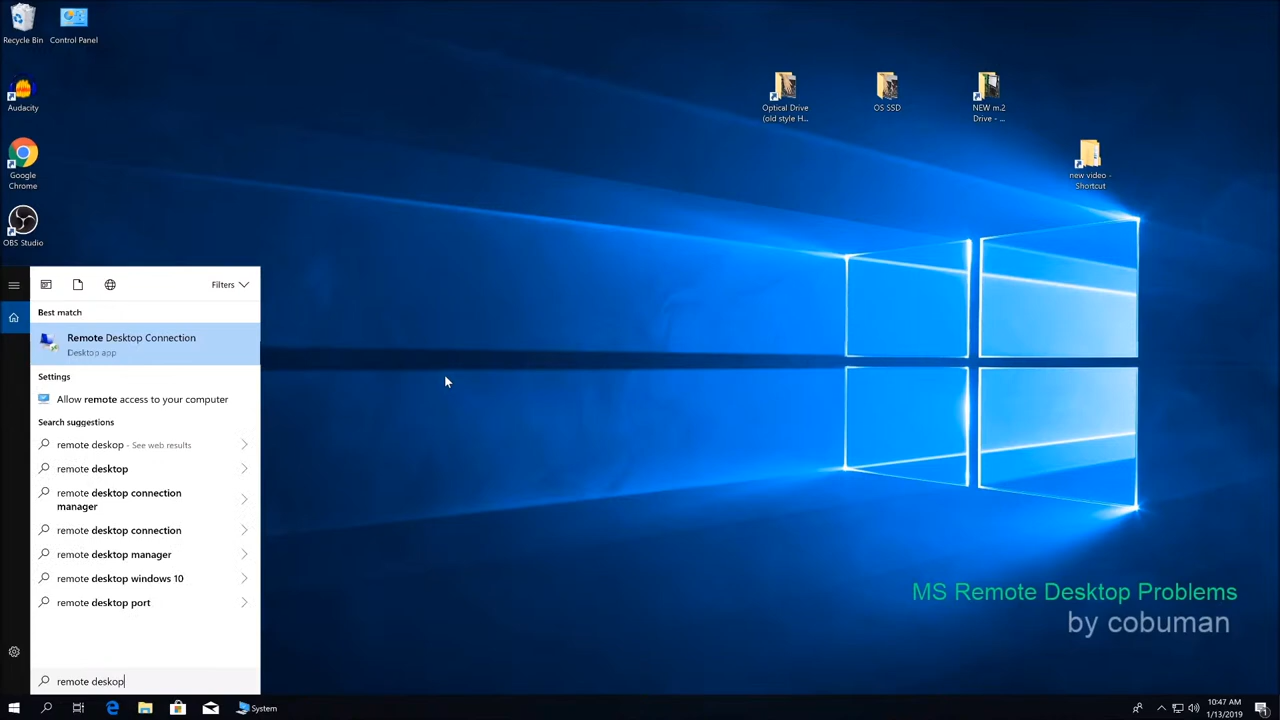 Recycle Bin
Control Panel
Audacity
Google
Chrome
OBS Studio
Optical Drive
(old style H...
OS SSD
NEW m.2
Drive - ...
new video -
Shortcut
Filters
Best match
Remote Desktop Connection
Desktop app
Settings
Allow remote access to your computer
Search suggestions
remote deskop - See web results
remote desktop
remote desktop connection
manager
remote desktop connection
remote desktop manager
remote desktop windows 10
remote desktop port
remote deskop
MS Remote Desktop Problems
by cobuman
System
10:47 AM
1/13/2019
1